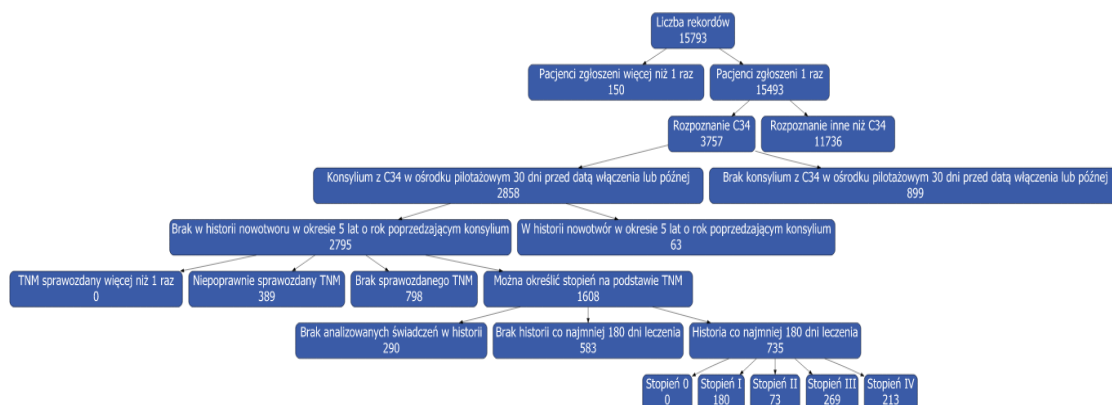 Liczba rekordów
15793
Pacjenci zgłoszeni więcej niż 1 raz
150
Pacjenci zgłoszeni 1 raz
15493
Rozpoznanie C34
3757
Rozpoznanie inne niż C34
11736
Konsylium z C34 w ośrodku pilotażowym 30 dni przed datą włączenia lub później
2858
Brak konsylium z C34 w ośrodku pilotażowym 30 dni przed datą włączenia lub później
899
Brak w historii nowotworu w okresie 5 lat o rok poprzedzającym konsylium
2795
W historii nowotwór w okresie 5 lat o rok poprzedzającym konsylium
63
TNM sprawozdany więcej niż 1 raz
0
Niepoprawnie sprawozdany TNM
389
Brak sprawozdanego TNM
798
Można określić stopień na podstawie TNM
1608
Brak analizowanych świadczeń w historii
290
Brak historii co najmniej 180 dni leczenia
583
Historia co najmniej 180 dni leczenia
735
Stopień 0
0
Stopień I
180
Stopień II
73
Stopień III
269
Stopień IV
213